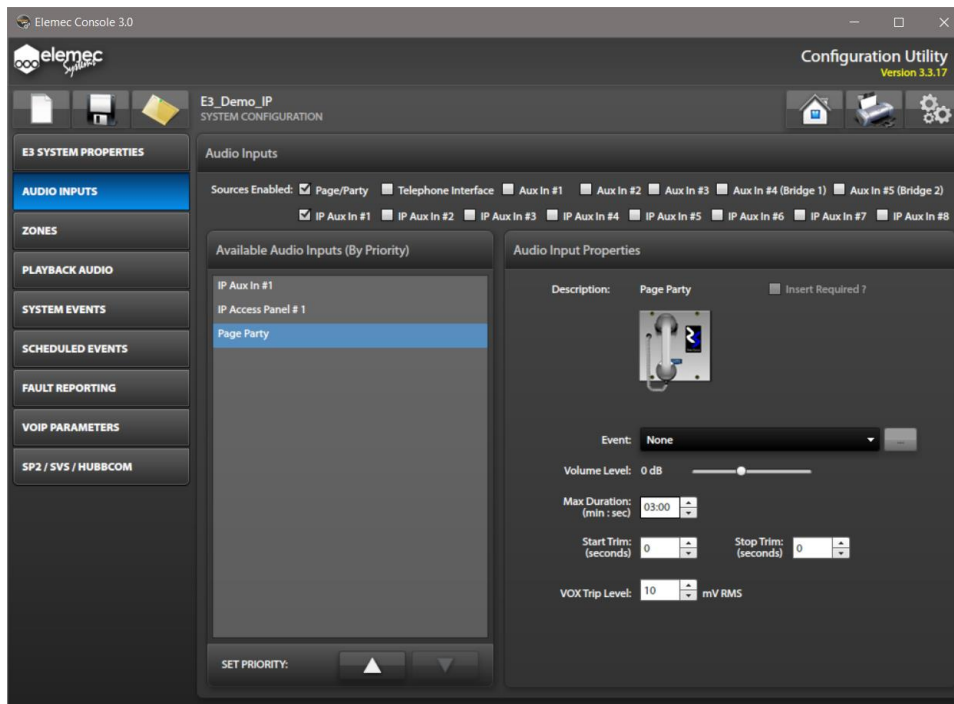 Elemec Console 3.0
elemec
Systems
Configuration Utility
Version 3.3.17
E3_Demo_IP
SYSTEM CONFIGURATION
E3 SYSTEM PROPERTIES
AUDIO INPUTS
ZONES
PLAYBACK AUDIO
SYSTEM EVENTS
SCHEDULED EVENTS
FAULT REPORTING
VOIP PARAMETERS
SP2 / SVS / HUBBCOM
Audio Inputs
Sources Enabled: Page/Party Telephone Interface Aux In #1 Aux In #2 Aux In #3 Aux In #4 (Bridge 1) Aux In #5 (Bridge 2)
IP Aux In #1 IP Aux In #2 IP Aux In #3 IP Aux In #4 IP Aux In #5 IP Aux In #6 IP Aux In #7 IP Aux In #8
Available Audio Inputs (By Priority)
IP Aux In #1
IP Access Panel # 1
Page Party
SET PRIORITY:
Audio Input Properties
Description: Page Party Insert Required ?
Event: None ...
Volume Level: 0 dB
Max Duration:
(min : sec) 03:00
Start Trim:
(seconds) 0
Stop Trim:
(seconds) 0
VOX Trip Level: 10 mV RMS